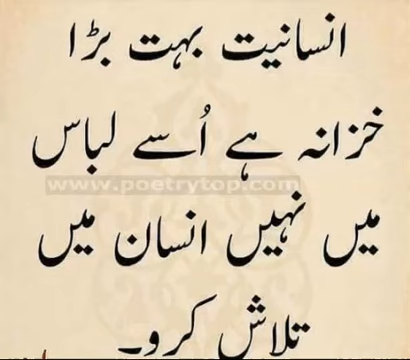 انسانیت بہت بڑا
خزانہ ہے اُسے لباس
www.poetrytop.com
میں نہیں انسان میں
تلاش کرو۔